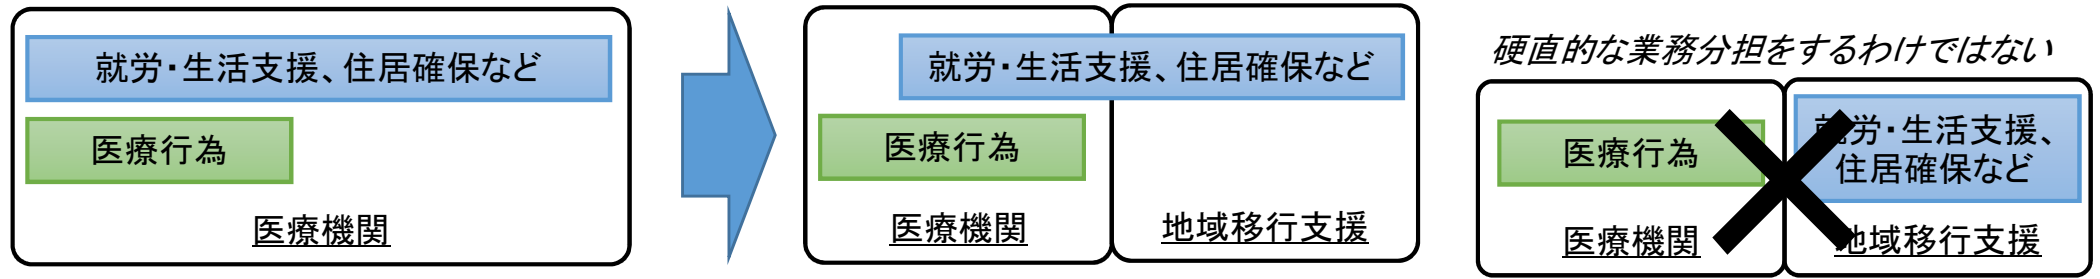 就労・生活支援、住居確保など
医療行為
医療機関
就労・生活支援、住居確保など
医療行為
医療機関
地域移行支援
硬直的な業務分担をするわけではない
医療行為
就労・生活支援、
住居確保など
医療機関
地域移行支援